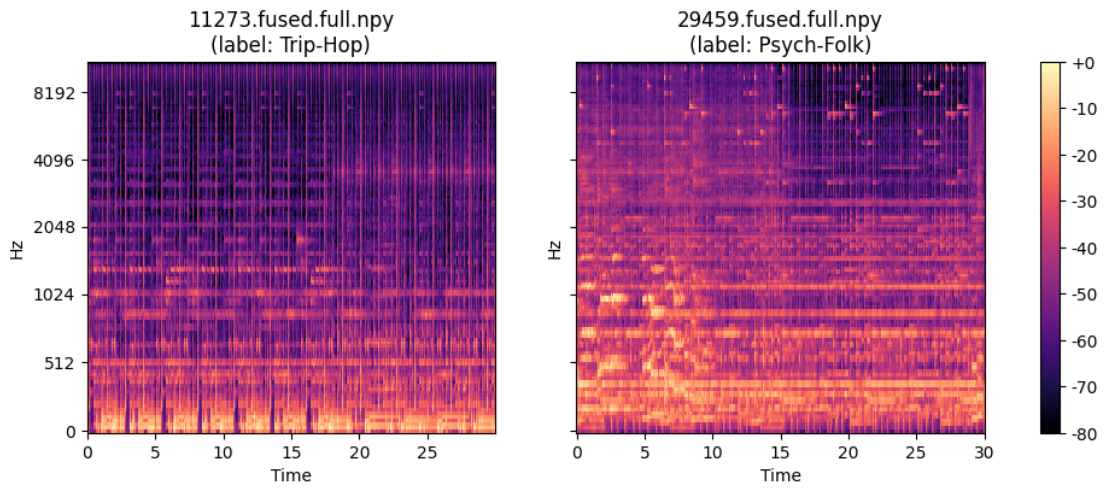 11273.fused.full.npy
(label: Trip-Hop)
29459.fused.full.npy
(label: Psych-Folk)
8192
4096
2048
1024
512
0
Hz
0 5 10 15 20 25
Time
Hz
0 5 10 15 20 25 30
Time
+0
-10
-20
-30
-40
-50
-60
-70
-80